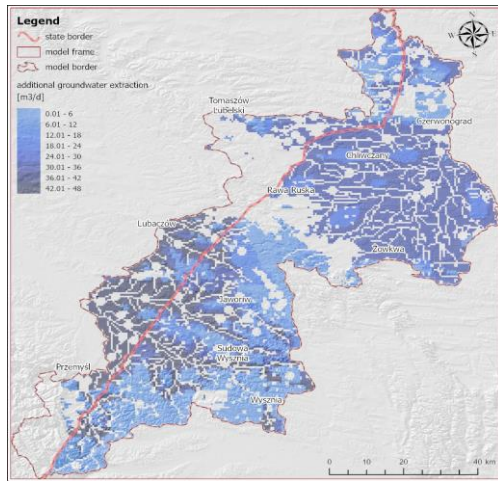 Legend
state border
model frame
model border
additional groundwater extraction
[m3/d]
0.01 - 6
6.01 - 12
12.01 - 18
18.01 - 24
24.01 - 30
30.01 - 36
36.01 - 42
42.01 - 48
N
W
E
S
Tomaszów
Lubelski
Czerwonograd
Chliwczany
Rawa Ruska
Lubaczów
Żowkwa
Jaworiw
Sudowa
Wysznia
Przemyśl
Wysznia
0
10
20
40 km